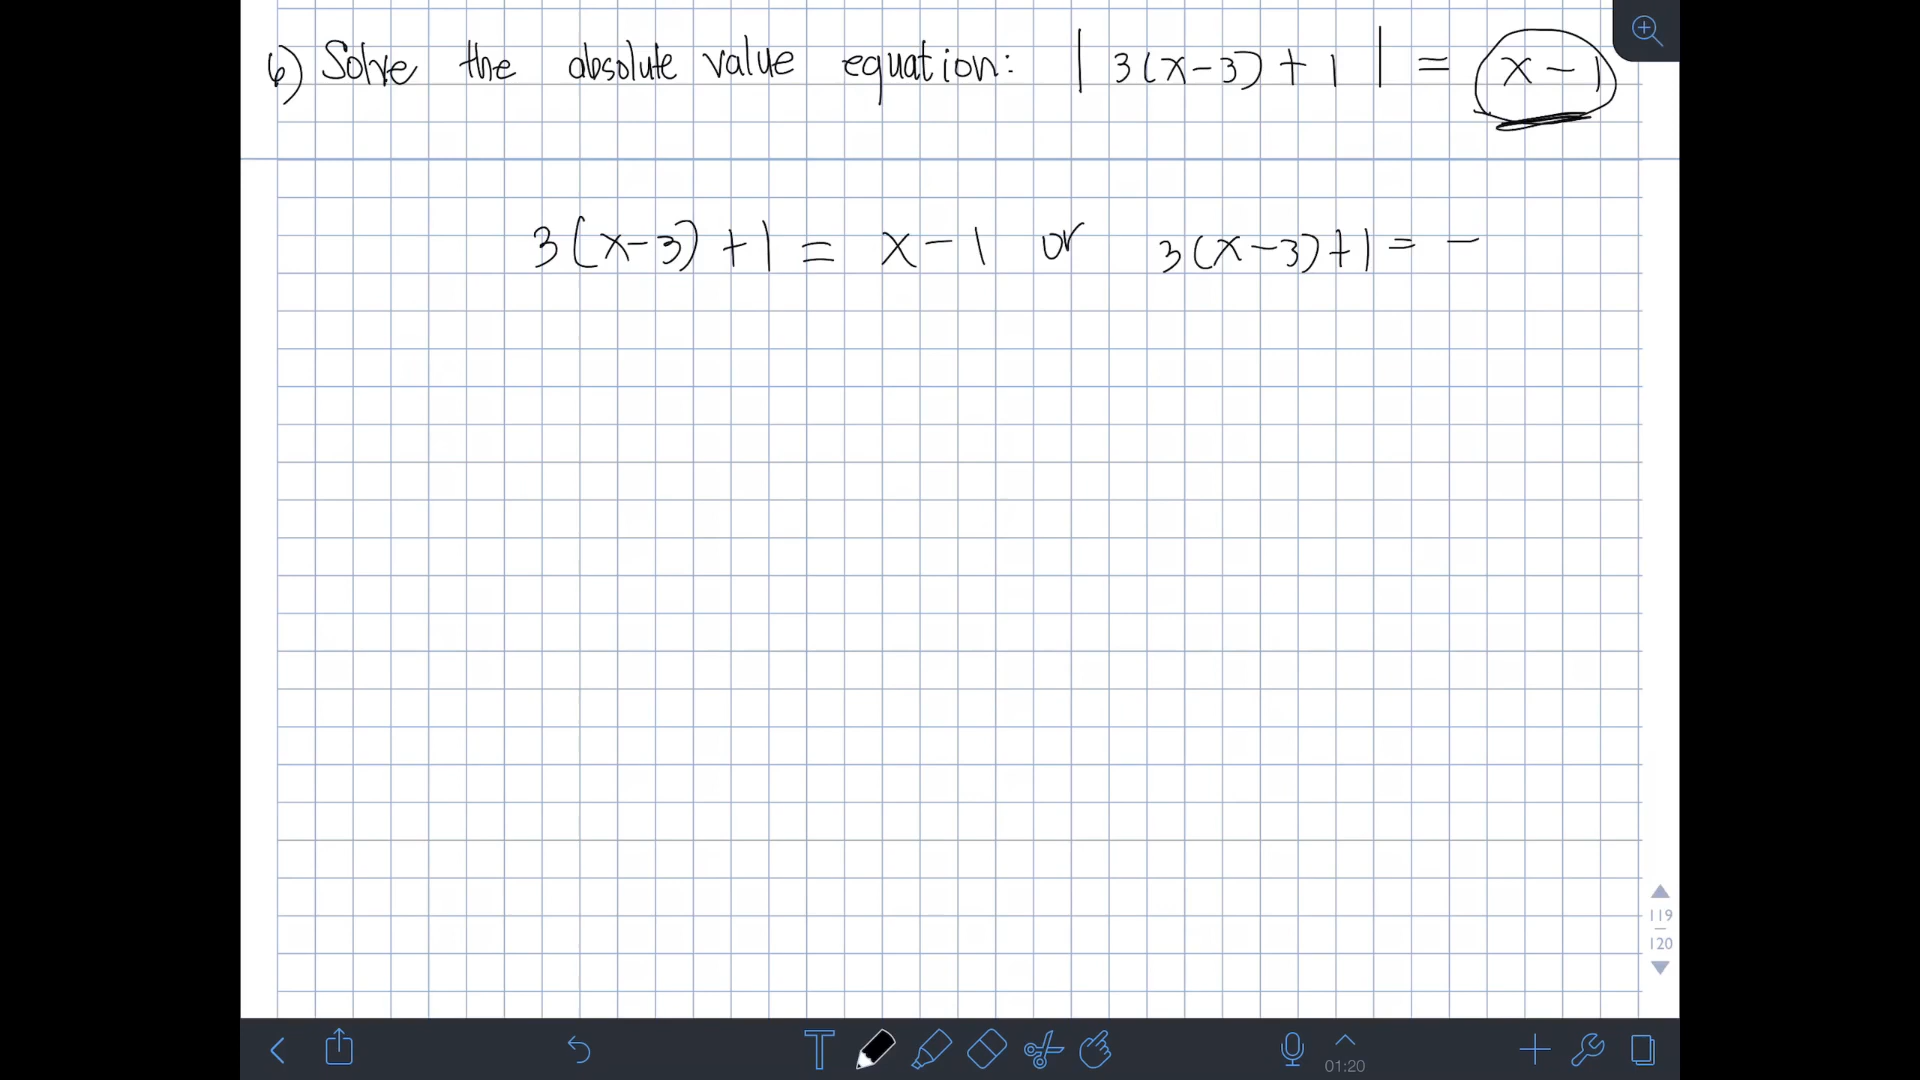 6) Solve the absolute value equation: | 3(x-3)+1 | = x-1
3(x-3)+1 = x-1 or 3(x-3)+1 = -
119
120
T
01:20